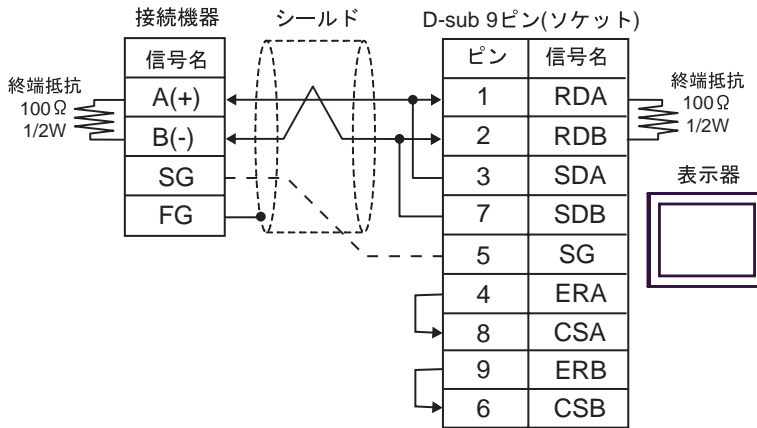 接続機器
シールド
D-sub 9ピン(ソケット)
信号名
A(+)
B(-)
SG
FG
終端抵抗
100Ω
1/2W
ピン 信号名
1 RDA
2 RDB
3 SDA
7 SDB
5 SG
4 ERA
8 CSA
9 ERB
6 CSB
終端抵抗
100Ω
1/2W
表示器